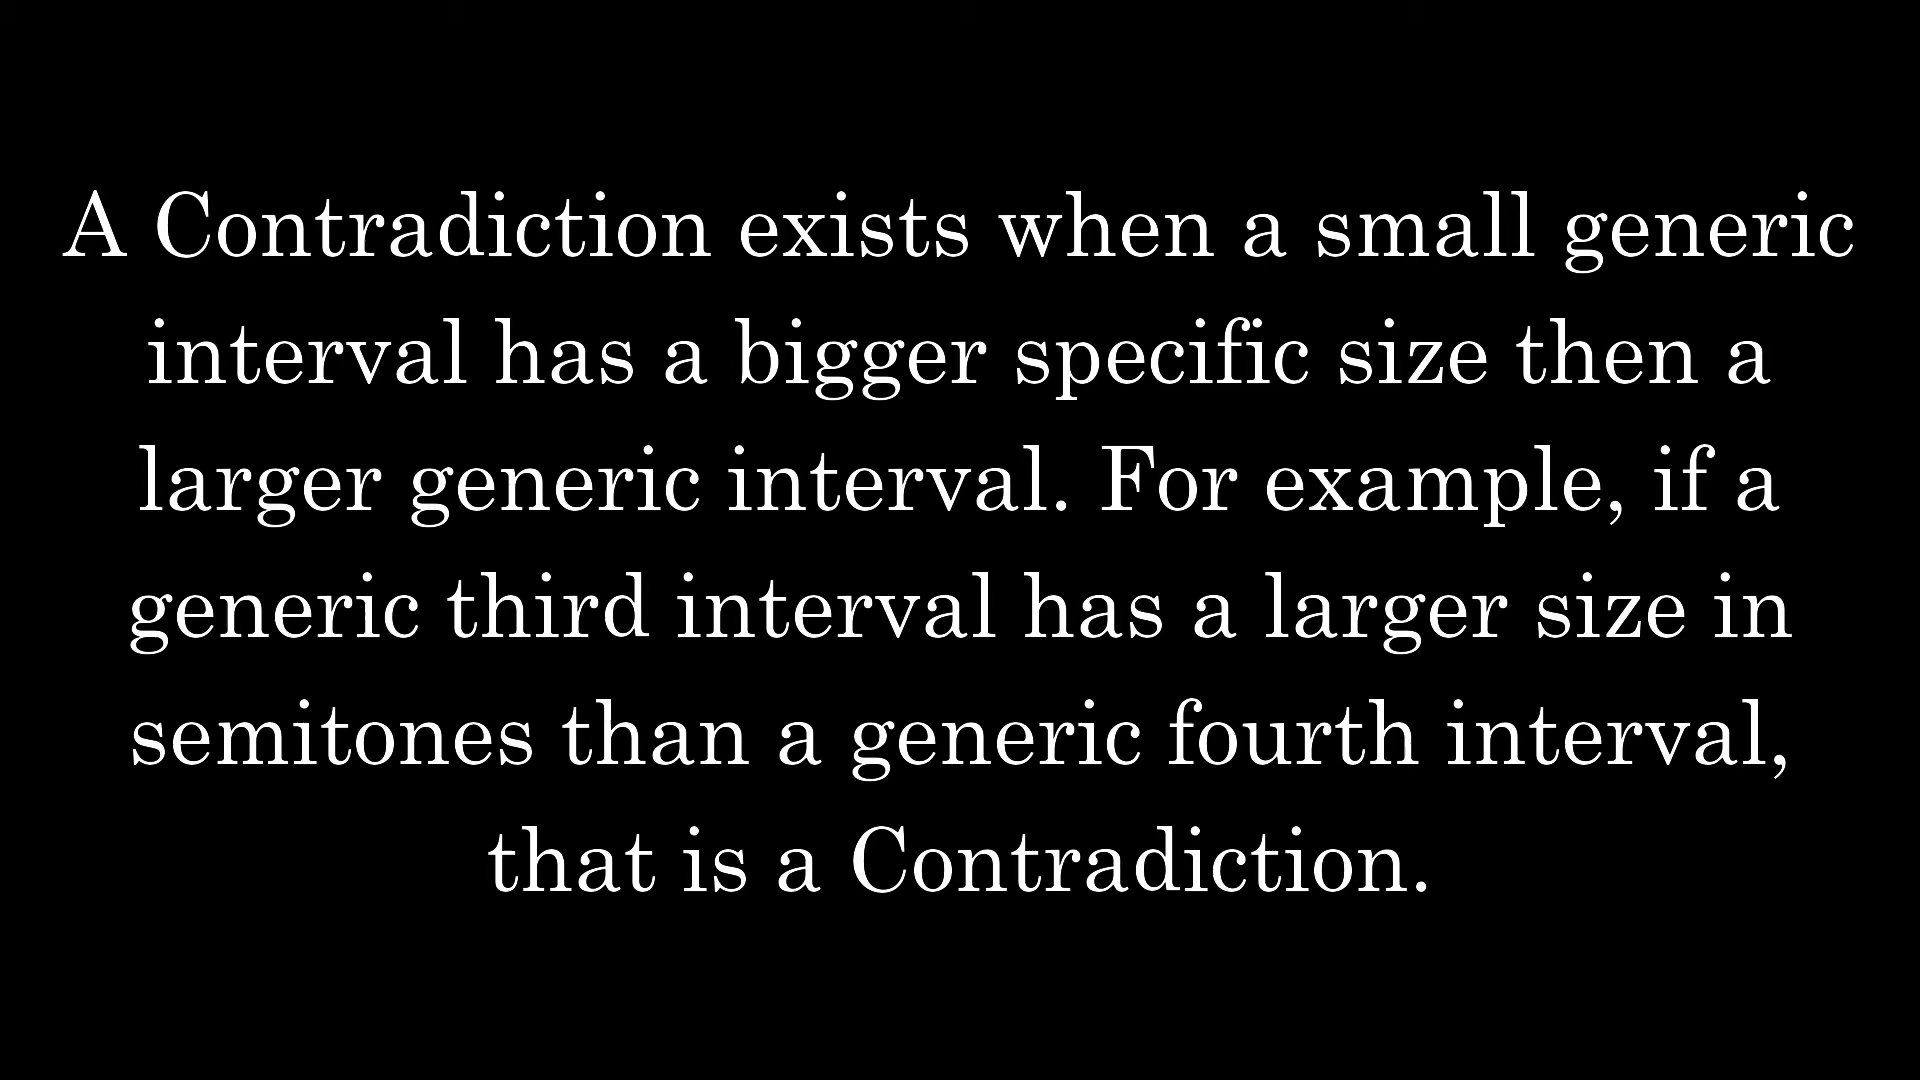 A Contradiction exists when a small generic
interval has a bigger specific size then a
larger generic interval. For example, if a
generic third interval has a larger size in
semitones than a generic fourth interval,
that is a Contradiction.